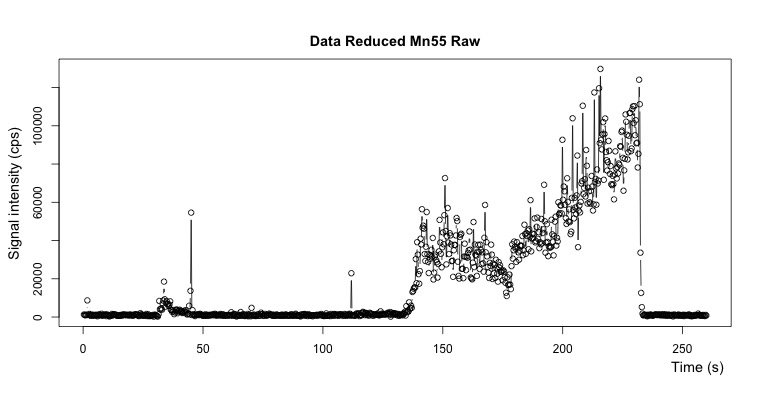 Data Reduced Mn55 Raw
Signal intensity (cps)
100000
60000
20000
0
0 50 100 150 200 250
Time (s)